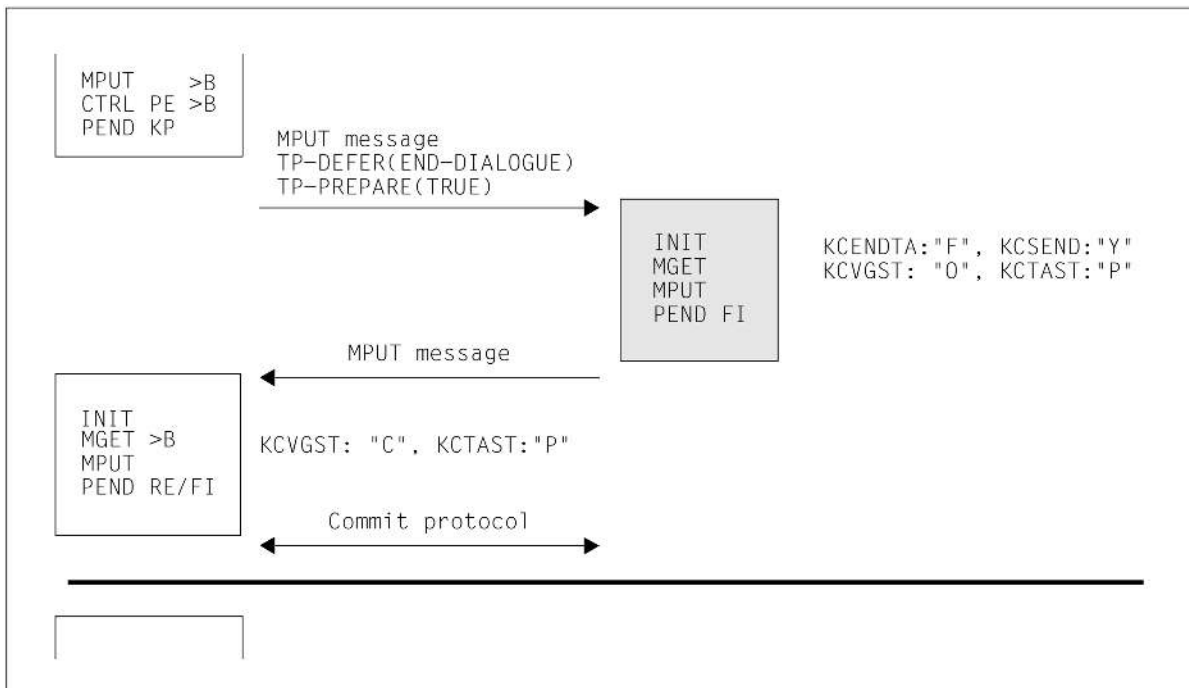 MPUT >B
CTRL PE >B
PEND KP
MPUT message
TP-DEFER(END-DIALOGUE)
TP-PREPARE(TRUE)
INIT
MGET
MPUT
PEND FI
KCENDTA:"F", KCSEND:"Y"
KCVGST: "O", KCTAST:"P"
MPUT message
INIT
MGET >B
MPUT
PEND RE/FI
KCVGST: "C", KCTAST:"P"
Commit protocol